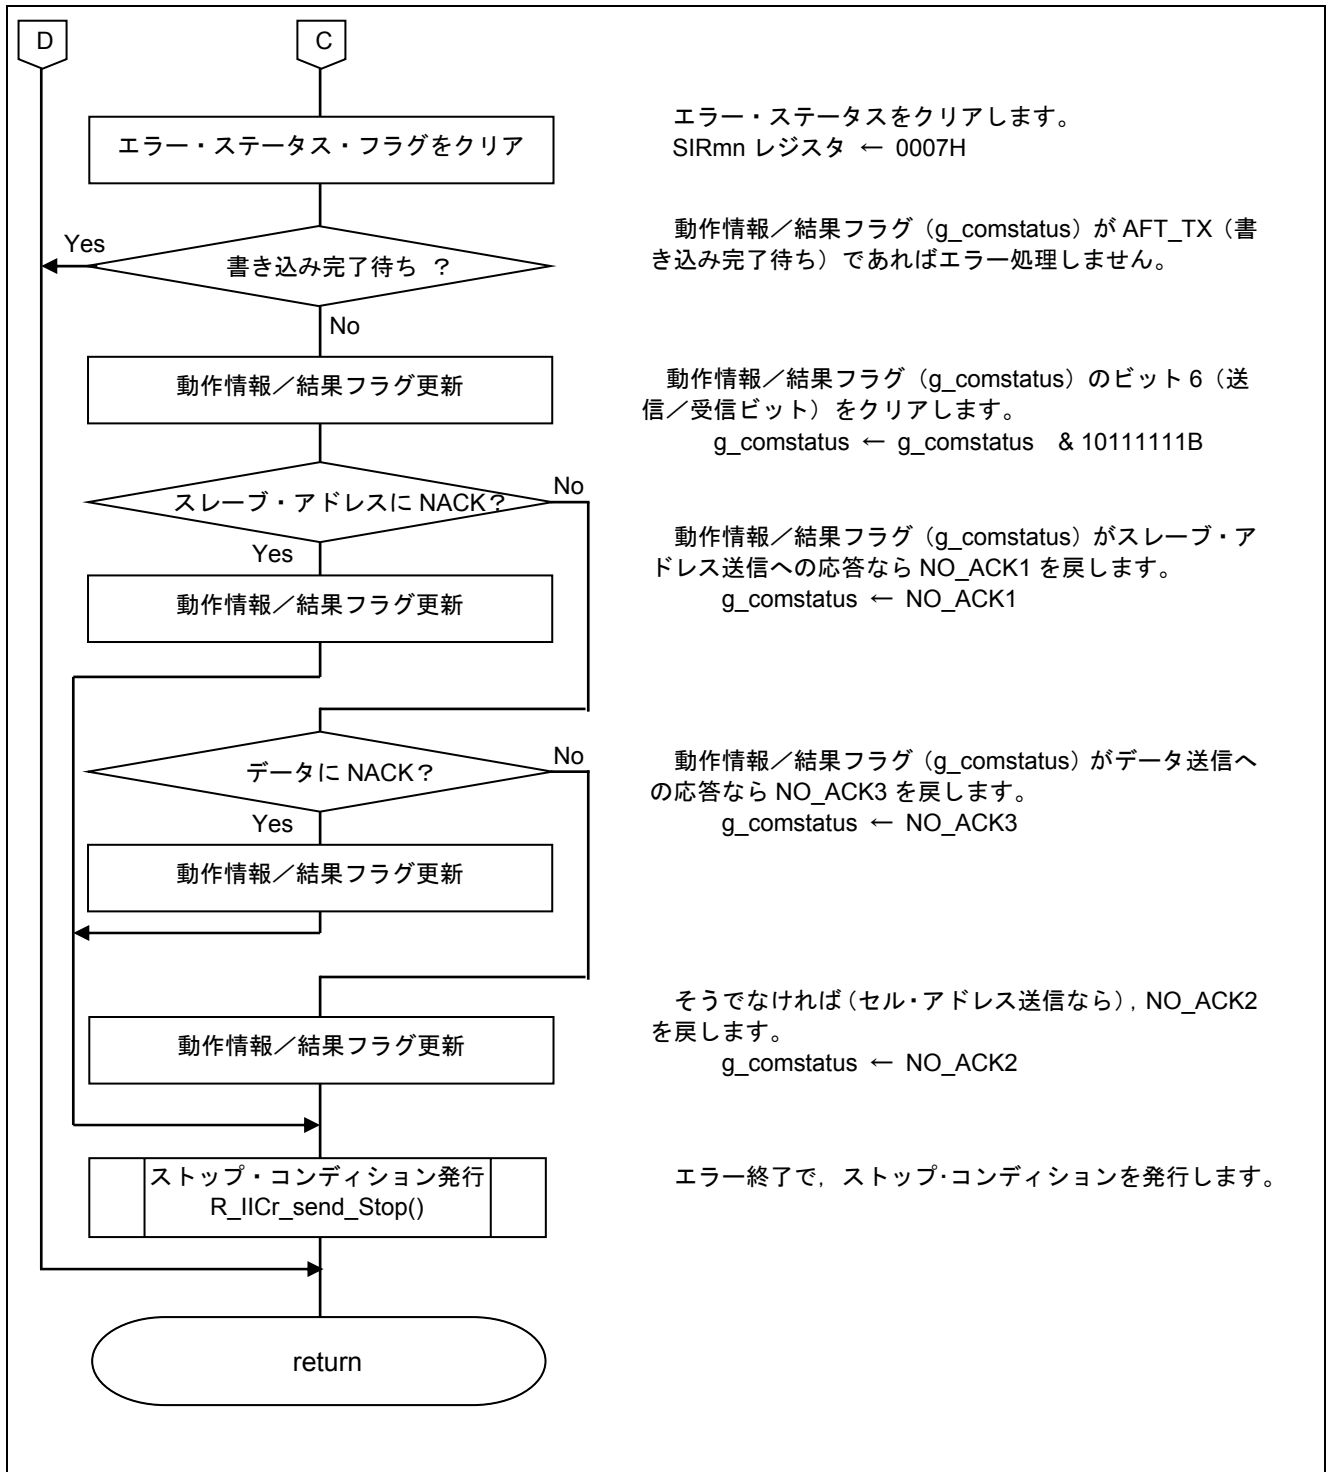 D
C
エラー・ステータス・フラグをクリア
エラー・ステータスをクリアします。
SIRmn レジスタ ← 0007H
Yes
書き込み完了待ち ？
No
動作情報／結果フラグ（g_comstatus）が AFT_TX（書
き込み完了待ち）であればエラー処理しません。
動作情報／結果フラグ更新
動作情報／結果フラグ（g_comstatus）のビット 6（送
信／受信ビット）をクリアします。
g_comstatus ← g_comstatus & 10111111B
スレーブ・アドレスに NACK？
No
Yes
動作情報／結果フラグ更新
動作情報／結果フラグ（g_comstatus）がスレーブ・ア
ドレス送信への応答なら NO_ACK1 を戻します。
g_comstatus ← NO_ACK1
データに NACK？
No
Yes
動作情報／結果フラグ（g_comstatus）がデータ送信へ
の応答なら NO_ACK3 を戻します。
g_comstatus ← NO_ACK3
動作情報／結果フラグ更新
動作情報／結果フラグ更新
そうでなければ（セル・アドレス送信なら），NO_ACK2
を戻します。
g_comstatus ← NO_ACK2
ストップ・コンディション発行
R_IICr_send_Stop()
エラー終了で，ストップ・コンディションを発行します。
return